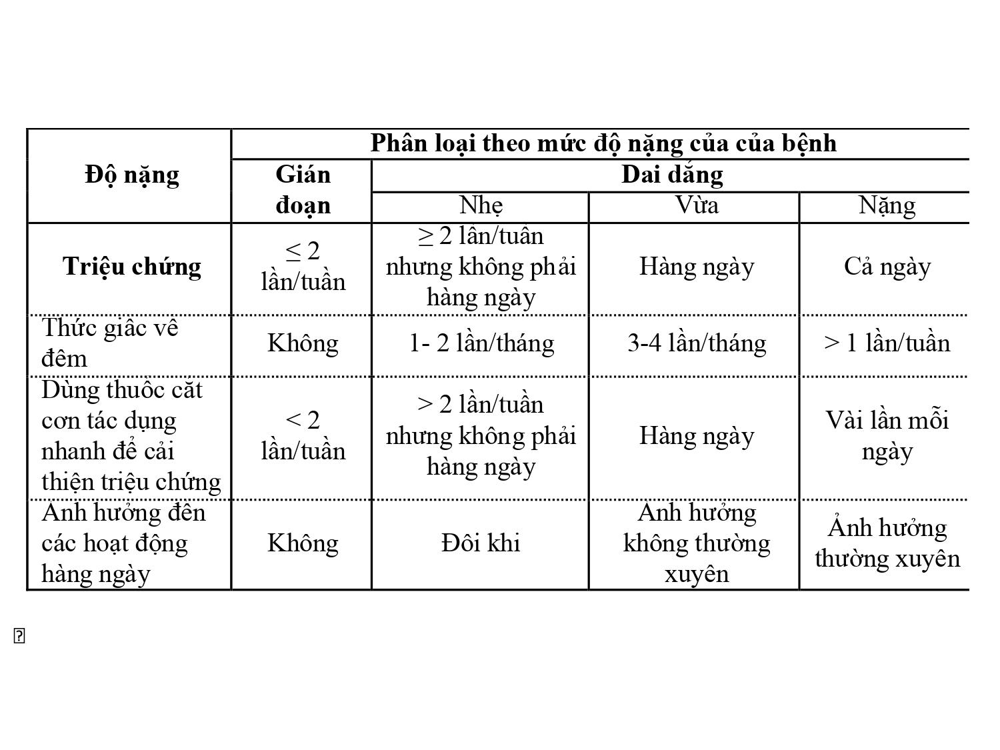 Phân loại theo mức độ nặng của của bệnh
Độ nặng
Gián
đoạn
Dai dẳng
Nhẹ
Vừa
Nặng
Triệu chứng
≤ 2
lần/tuần
≥ 2 lần/tuần
nhưng không phải
hàng ngày
Hàng ngày
Cả ngày
Thức giấc về
đêm
Không
1- 2 lần/tháng
3-4 lần/tháng
> 1 lần/tuần
Dùng thuốc cắt
cơn tác dụng
nhanh để cải
thiện triệu chứng
< 2
lần/tuần
> 2 lần/tuần
nhưng không phải
hàng ngày
Hàng ngày
Vài lần mỗi
ngày
Ảnh hưởng đến
các hoạt động
hàng ngày
Không
Đôi khi
Ảnh hưởng
không thường
xuyên
Ảnh hưởng
thường xuyên